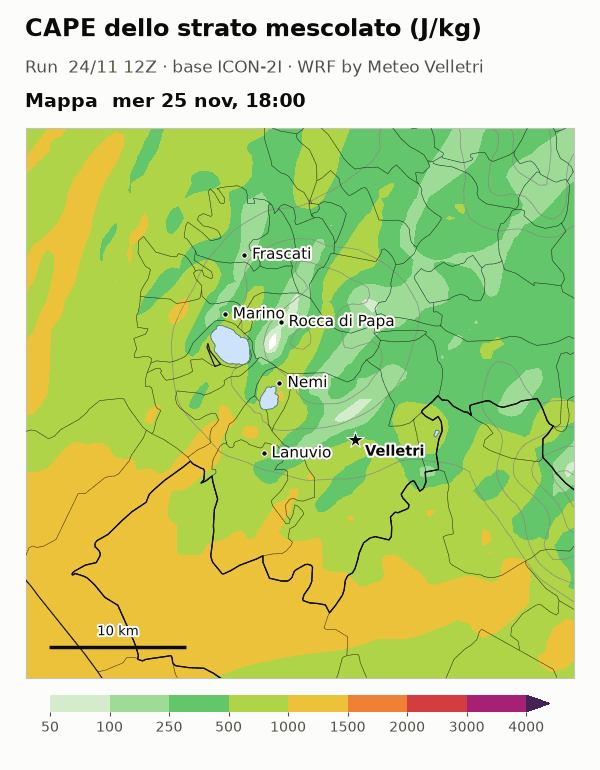 CAPE dello strato mescolato (J/kg)
Run 24/11 12Z · base ICON-2I · WRF by Meteo Velletri
Mappa mer 25 nov, 18:00
Frascati
Marino
Rocca di Papa
Nemi
Velletri
Lanuvio
10 km
50 100 250 500 1000 1500 2000 3000 4000